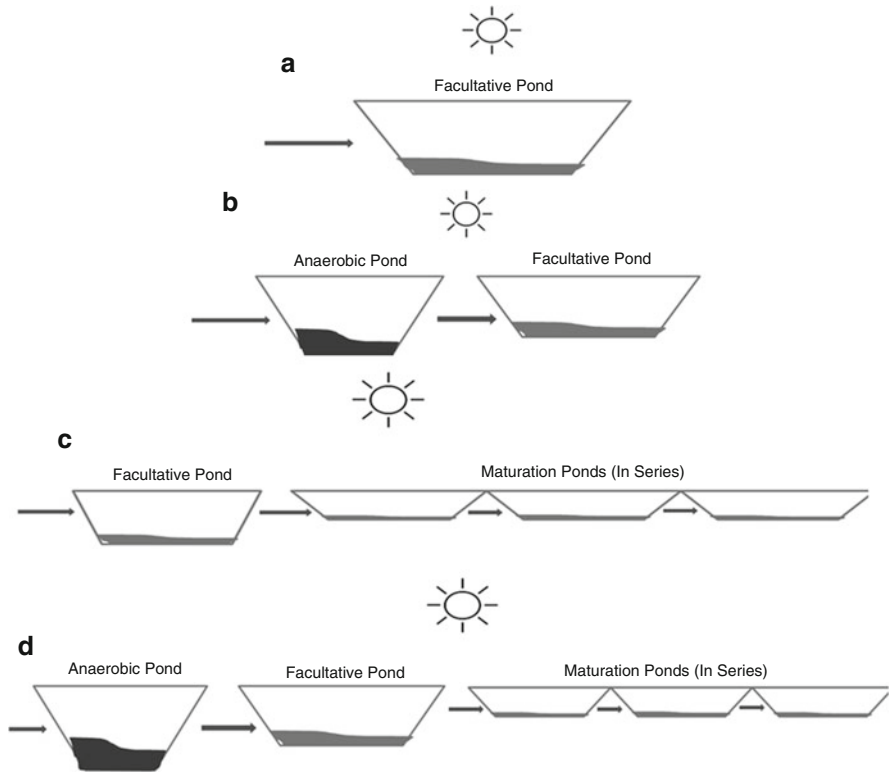 a
Facultative Pond
b
Anaerobic Pond
Facultative Pond
c
Facultative Pond
Maturation Ponds (In Series)
d
Anaerobic Pond
Facultative Pond
Maturation Ponds (In Series)